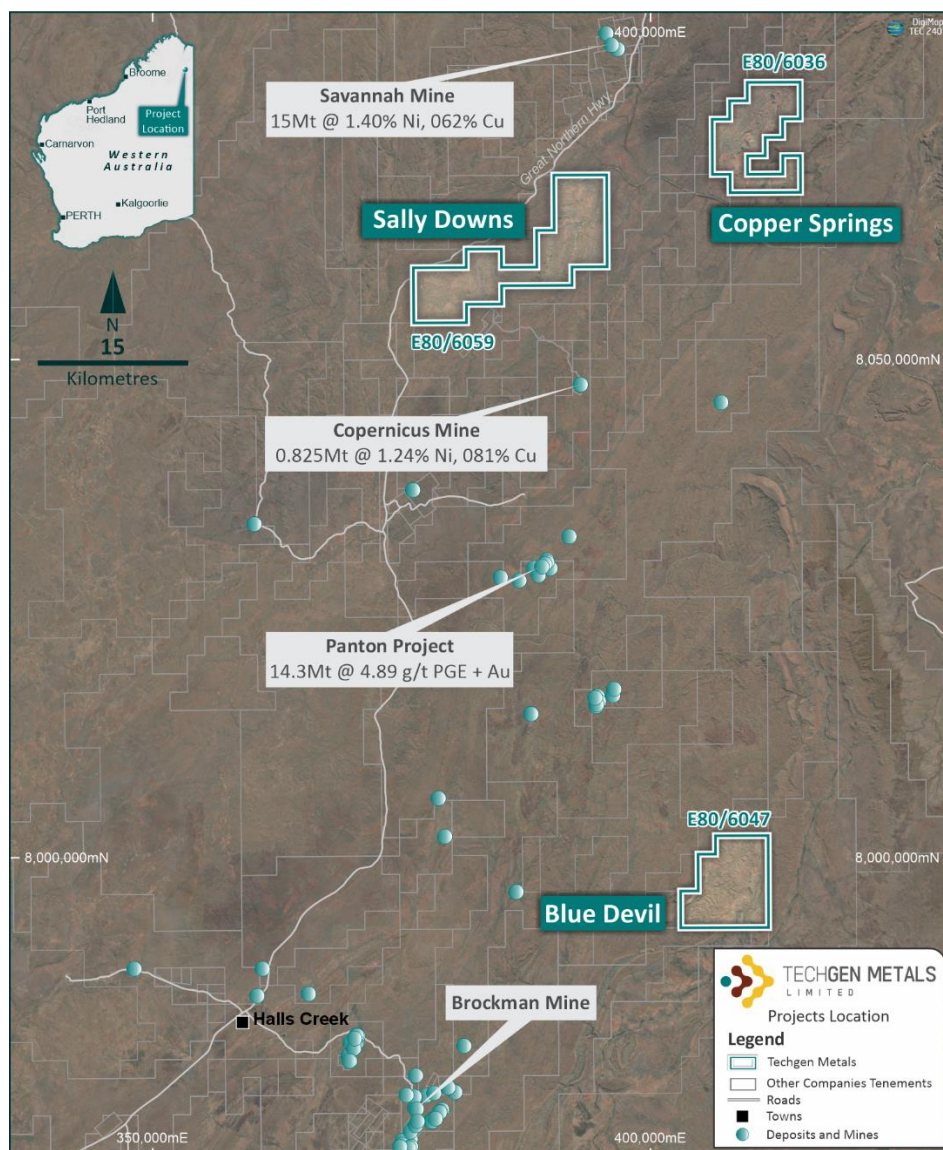 DigiMap
TEC 240
400,000mE
E80/6036
Broome
Port
Hedland
Project
Location
Carnarvon
Western
Australia
Kalgoorlie
PERTH
Savannah Mine
15Mt @ 1.40% Ni, 062% Cu
Great Northern Hwy
Sally Downs
Copper Springs
N
15
Kilometres
E80/6059
8,050,000mN
Copernicus Mine
0.825Mt @ 1.24% Ni, 081% Cu
Panton Project
14.3Mt @ 4.89 g/t PGE + Au
E80/6047
8,000,000mN
8,000,000mN
Blue Devil
Brockman Mine
Halls Creek
350,000mE
400,000mE
TECHGEN METALS
LIMITED
Projects Location
Legend
Techgen Metals
Other Companies Tenements
Roads
Towns
Deposits and Mines